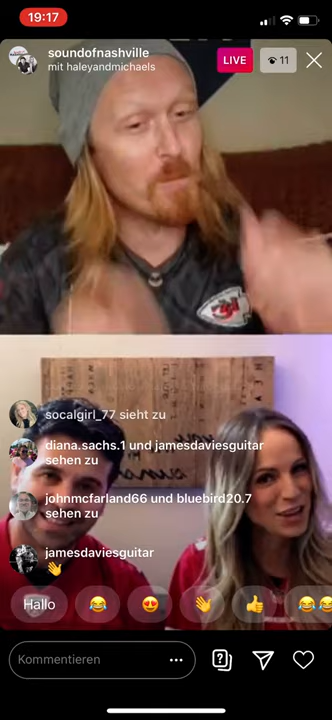 19:17
soundofnashville
mit haleyandmichaels
LIVE
11
socalgirl_77 sieht zu
diana.sachs.1 und jamesdaviesguitar
sehen zu
johnmcfarland66 und bluebird20.7
sehen zu
jamesdaviesguitar
👋
Hallo 😂 😍 👋 👍 😂😂
Kommentieren